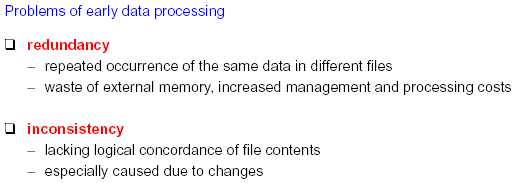 Problems of early data processing
❑ redundancy
– repeated occurrence of the same data in different files
– waste of external memory, increased management and processing costs
❑ inconsistency
– lacking logical concordance of file contents
– especially caused due to changes